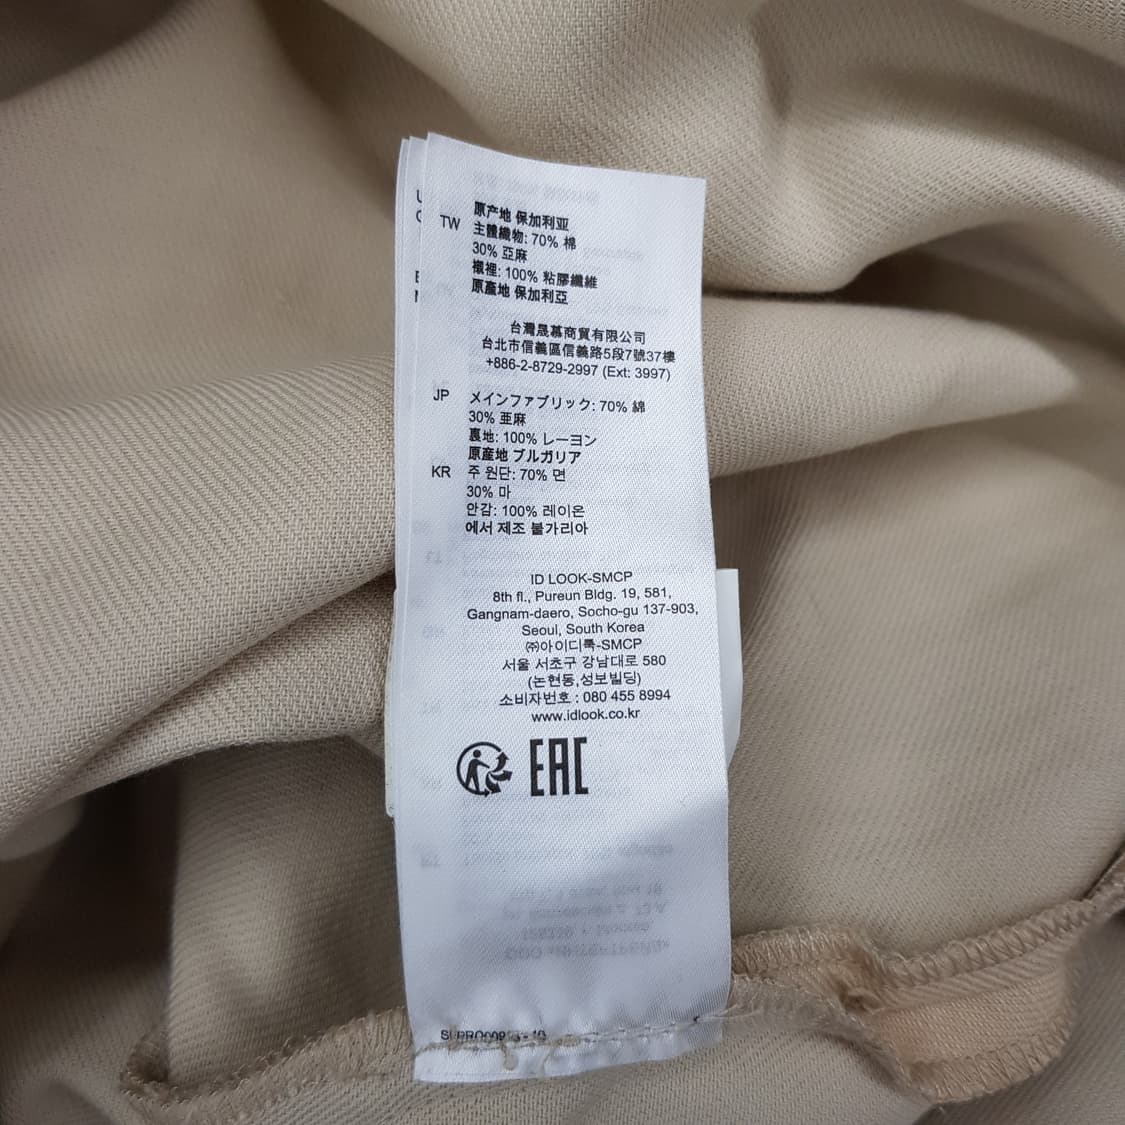 原产地 保加利亚
TW 主體織物: 70% 棉
30% 亞麻
襯裡: 100% 粘膠纖維
原產地 保加利亞
台灣晟慕商貿有限公司
台北市信義區信義路5段7號37樓
+886-2-8729-2997 (Ext: 3997)
JP メインファブリック: 70% 綿
30% 亜麻
裏地: 100% レーヨン
原産地 ブルガリア
KR 주 원단: 70% 면
30% 마
안감: 100% 레이온
에서 제조 불가리아
ID LOOK-SMCP
8th fl., Pureun Bldg. 19, 581,
Gangnam-daero, Socho-gu 137-903,
Seoul, South Korea
㈜아이디룩-SMCP
서울 서초구 강남대로 580
(논현동,성보빌딩)
소비자번호 : 080 455 8994
www.idlook.co.kr
EAC